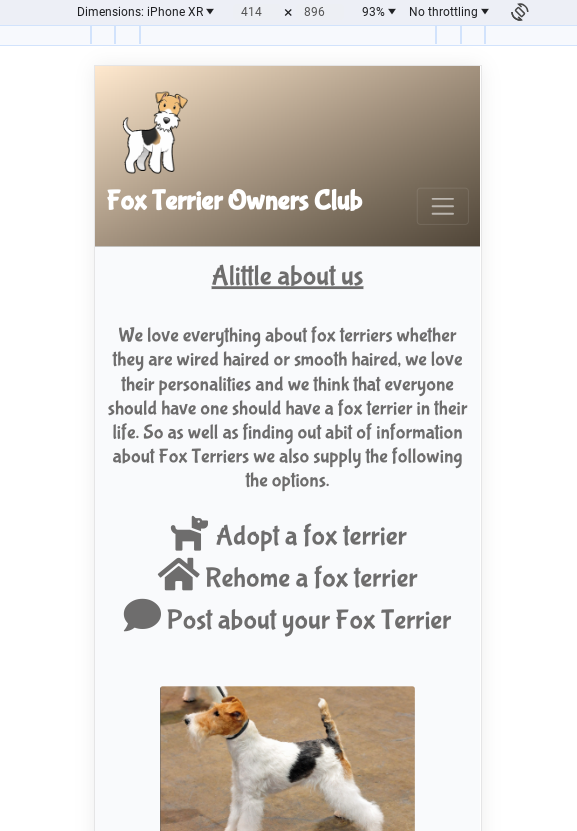 Dimensions: iPhone XR 414 × 896 93% No throttling
Fox Terrier Owners Club
Alittle about us
We love everything about fox terriers whether
they are wired haired or smooth haired, we love
their personalities and we think that everyone
should have one should have a fox terrier in their
life. So as well as finding out abit of information
about Fox Terriers we also supply the following
the options.
Adopt a fox terrier
Rehome a fox terrier
Post about your Fox Terrier